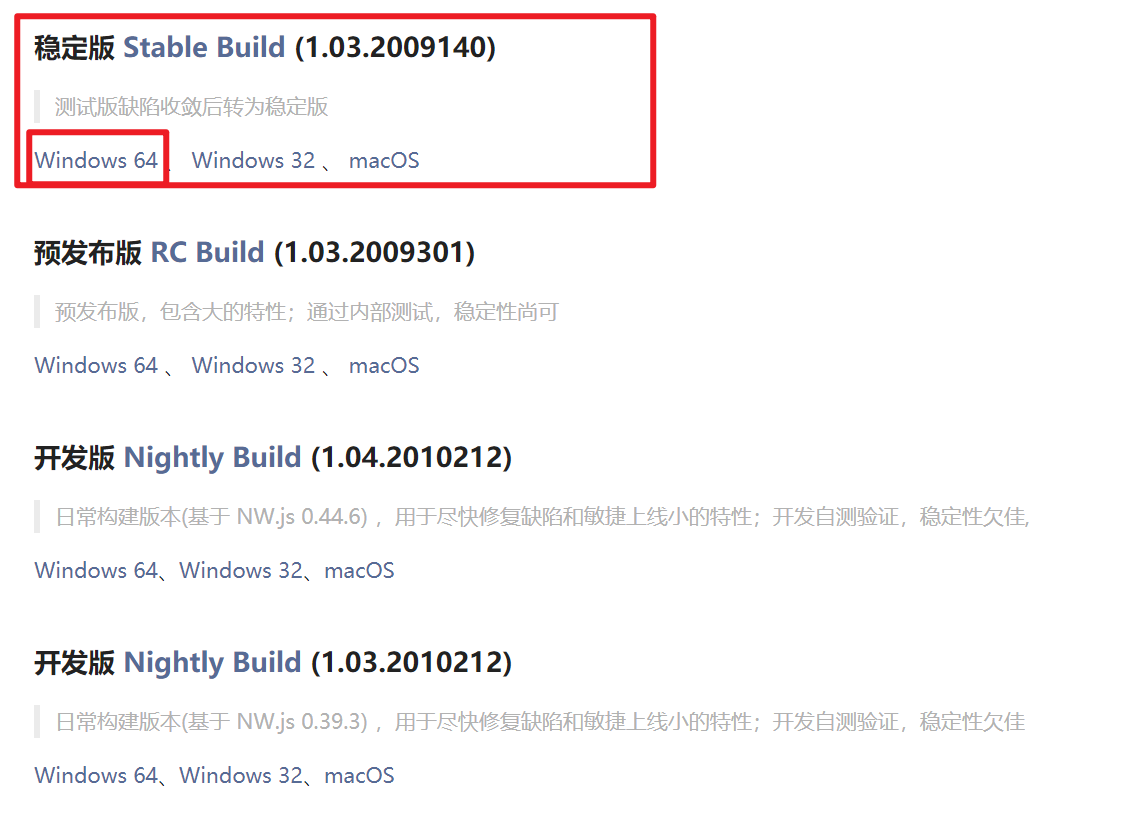 稳定版 Stable Build (1.03.2009140)
测试版缺陷收敛后转为稳定版
Windows 64 、 Windows 32 、 macOS
预发布版 RC Build (1.03.2009301)
预发布版，包含大的特性；通过内部测试，稳定性尚可
Windows 64 、 Windows 32 、 macOS
开发版 Nightly Build (1.04.2010212)
日常构建版本(基于 NW.js 0.44.6) ，用于尽快修复缺陷和敏捷上线小的特性；开发自测验证，稳定性欠佳,
Windows 64、Windows 32、macOS
开发版 Nightly Build (1.03.2010212)
日常构建版本(基于 NW.js 0.39.3) ，用于尽快修复缺陷和敏捷上线小的特性；开发自测验证，稳定性欠佳
Windows 64、Windows 32、macOS